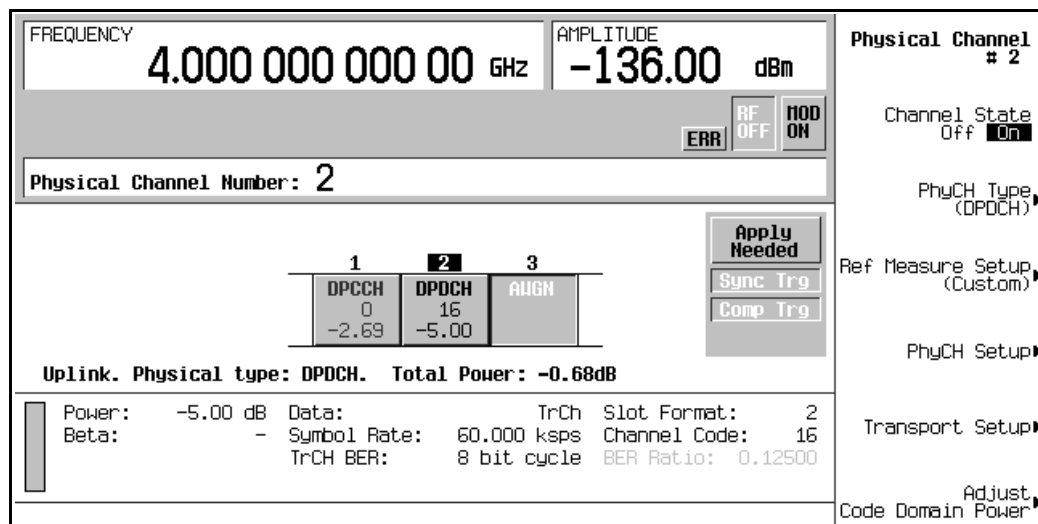 FREQUENCY
4.000 000 000 00 GHz
AMPLITUDE
-136.00 dBm
ERR
RF
OFF
MOD
ON
Physical Channel Number: 2
Apply
Needed
Sync Trg
Comp Trg
1 2 3
DPCCH DPDCH AWGN
0 16
-2.69 -5.00
Uplink. Physical type: DPDCH. Total Power: -0.68dB
Power: -5.00 dB Data: TrCh Slot Format: 2
Beta: - Symbol Rate: 60.000 ksps Channel Code: 16
TrCH BER: 8 bit cycle BER Ratio: 0.12500
Physical Channel
# 2
Channel State
Off On
PhyCH Type
(DPDCH)
Ref Measure Setup
(Custom)
PhyCH Setup
Transport Setup
Adjust
Code Domain Power